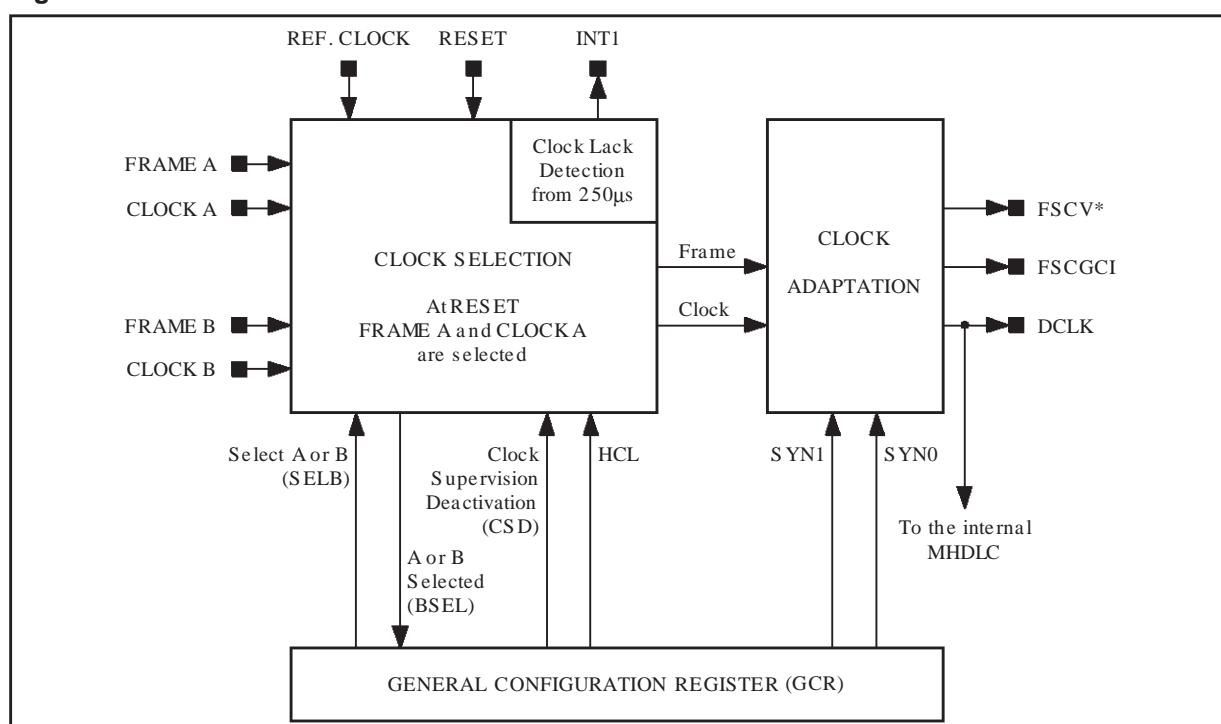 REF. CLOCK
RESET
INT1
Clock Lack
Detection
from 250μs
FRAME A
CLOCK A
FRAME B
CLOCK B
CLOCK SELECTION
At RESET
FRAME A and CLOCK A
are selected
Frame
Clock
CLOCK
ADAPTATION
FSCV*
FSCGCI
DCLK
Select A or B
(SELB)
A or B
Selected
(BSEL)
Clock
Supervision
Deactivation
(CSD)
HCL
SYN1
SYN0
To the internal
MHDLC
GENERAL CONFIGURATION REGISTER (GCR)